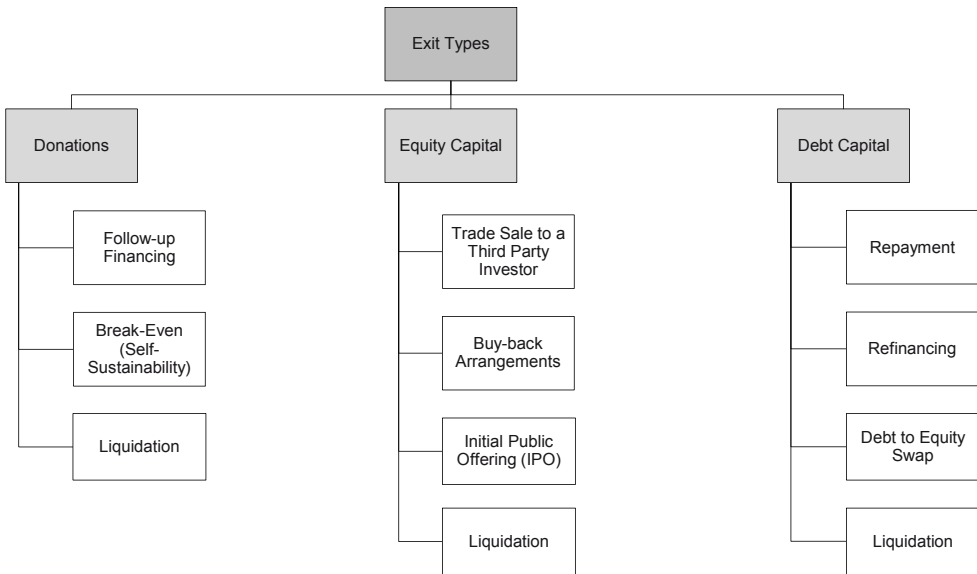 Exit Types
Donations
Equity Capital
Debt Capital
Follow-up
Financing
Break-Even
(Self-
Sustainability)
Liquidation
Trade Sale to a
Third Party
Investor
Buy-back
Arrangements
Initial Public
Offering (IPO)
Liquidation
Repayment
Refinancing
Debt to Equity
Swap
Liquidation